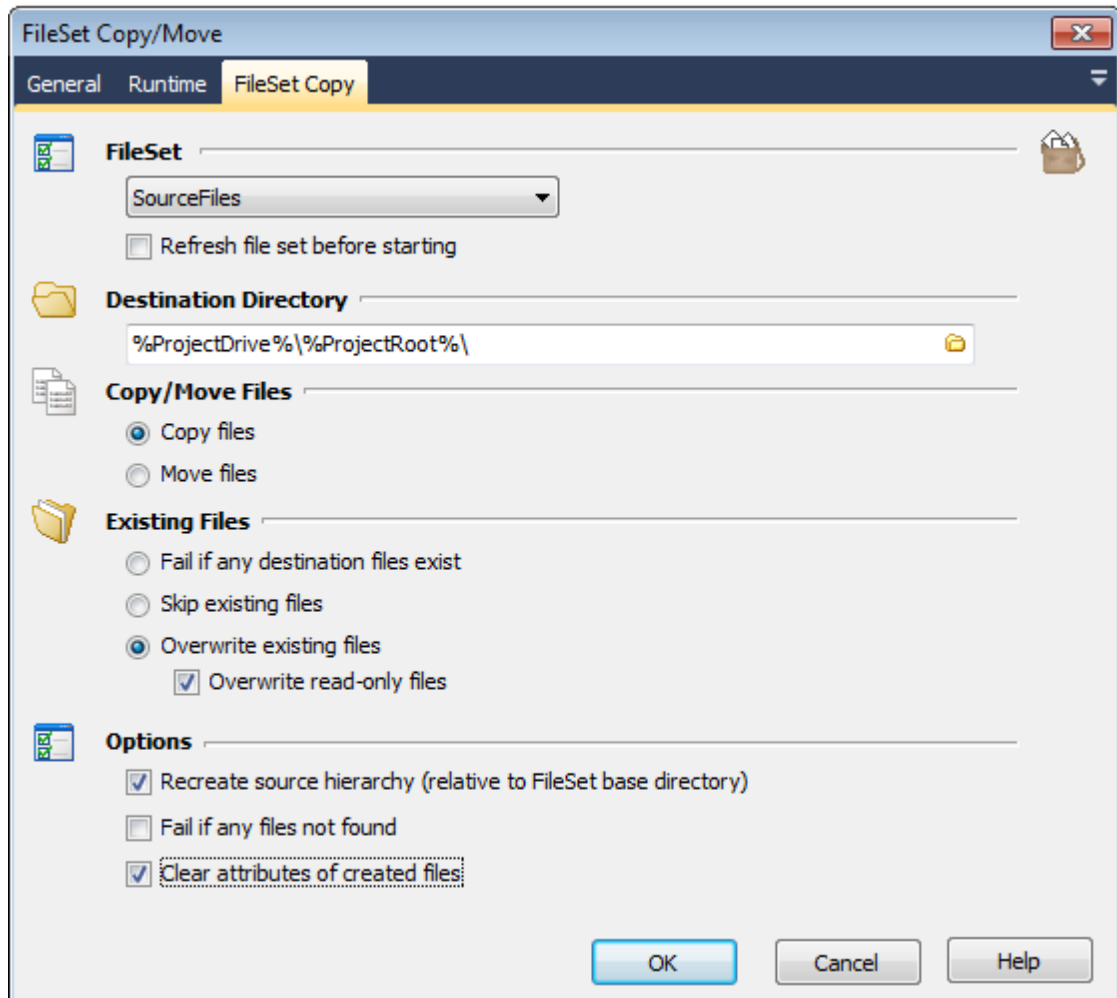 FileSet Copy/Move
General Runtime FileSet Copy
FileSet
SourceFiles
Refresh file set before starting
Destination Directory
%ProjectDrive%\%ProjectRoot%\
Copy/Move Files
Copy files
Move files
Existing Files
Fail if any destination files exist
Skip existing files
Overwrite existing files
Overwrite read-only files
Options
Recreate source hierarchy (relative to FileSet base directory)
Fail if any files not found
Clear attributes of created files
OK Cancel Help